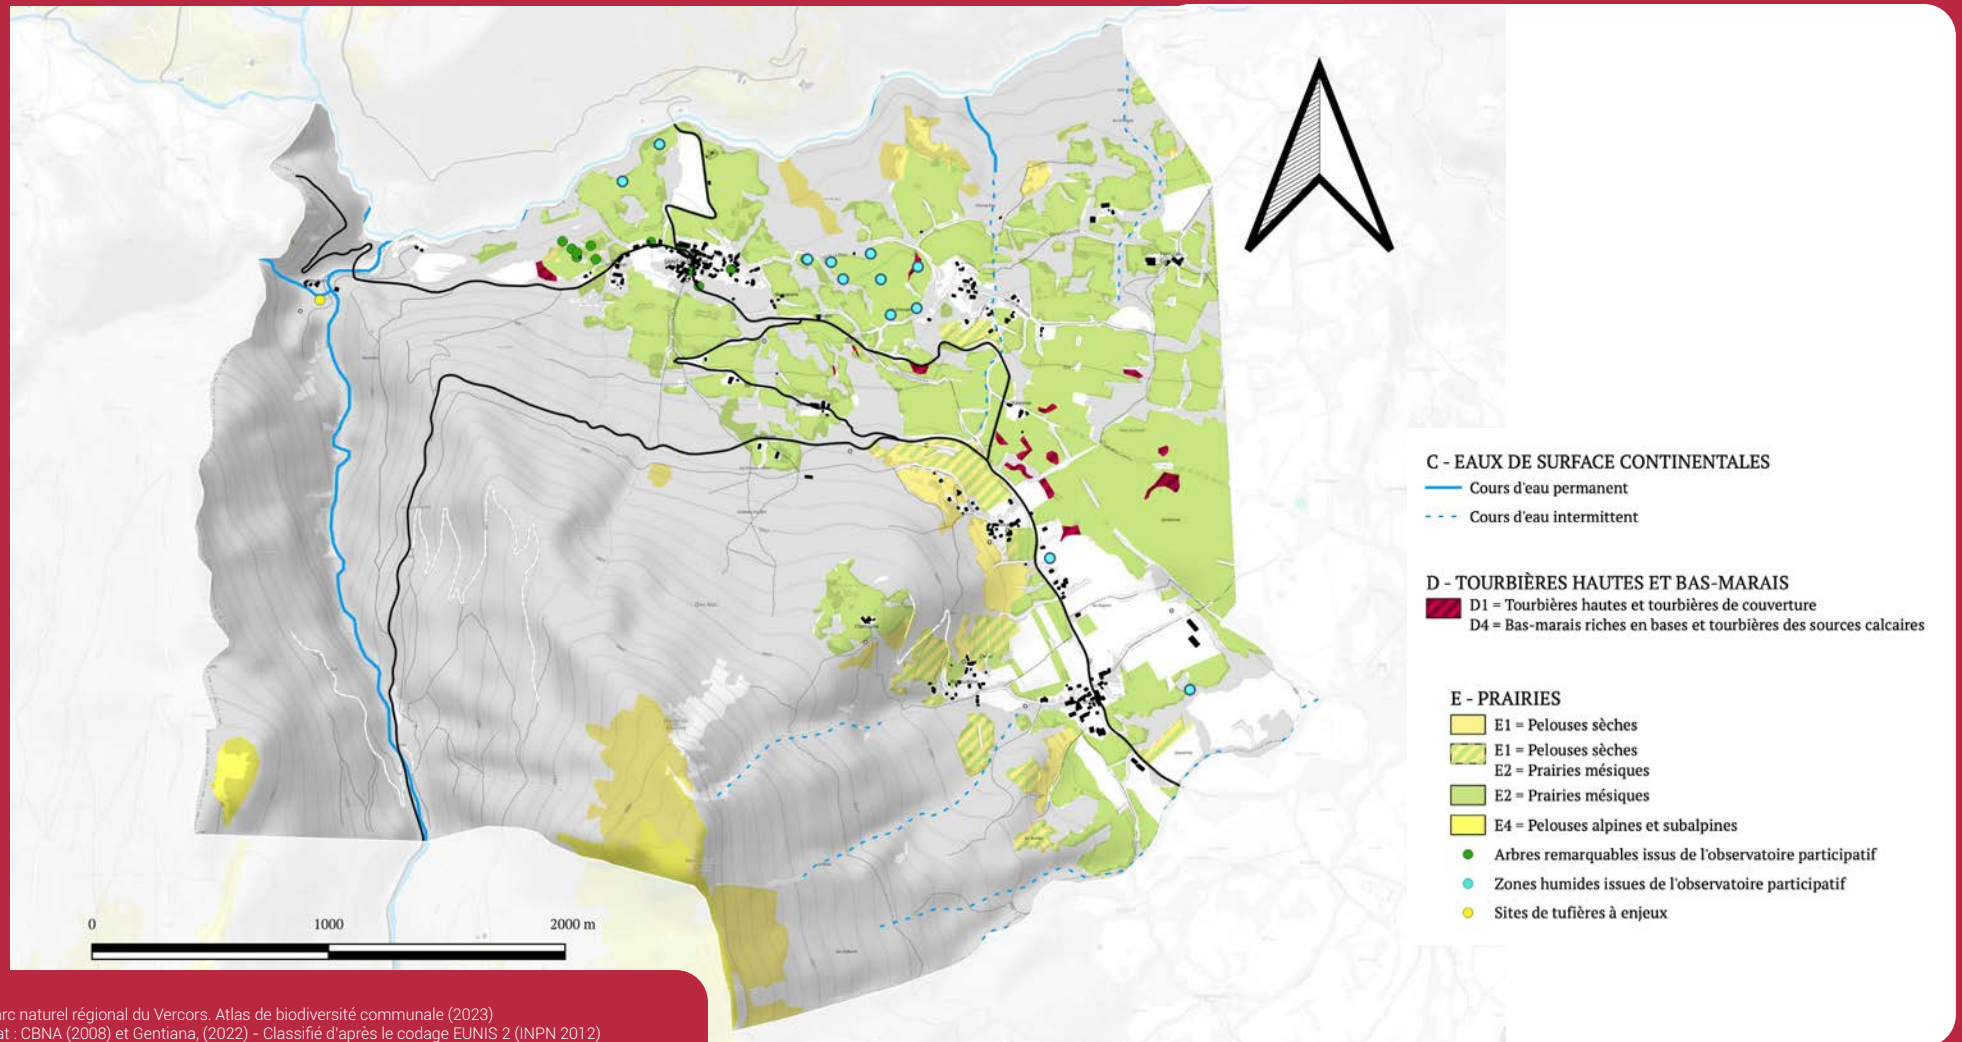 C - EAUX DE SURFACE CONTINENTALES
Cours d'eau permanent
Cours d'eau intermittent
D - TOURBIÈRES HAUTES ET BAS-MARAIS
D1 = Tourbières hautes et tourbières de couverture
D4 = Bas-marais riches en bases et tourbières des sources calcaires
E - PRAIRIES
E1 = Pelouses sèches
E1 = Pelouses sèches
E2 = Prairies mésiques
E2 = Prairies mésiques
E4 = Pelouses alpines et subalpines
Arbres remarquables issus de l'observatoire participatif
Zones humides issues de l'observatoire participatif
Sites de tufières à enjeux
0 1000 2000 m
arc naturel régional du Vercors. Atlas de biodiversité communale (2023)
at : CBNA (2008) et Gentiana, (2022) - Classifié d'après le codage EUNIS 2 (INPN 2012)